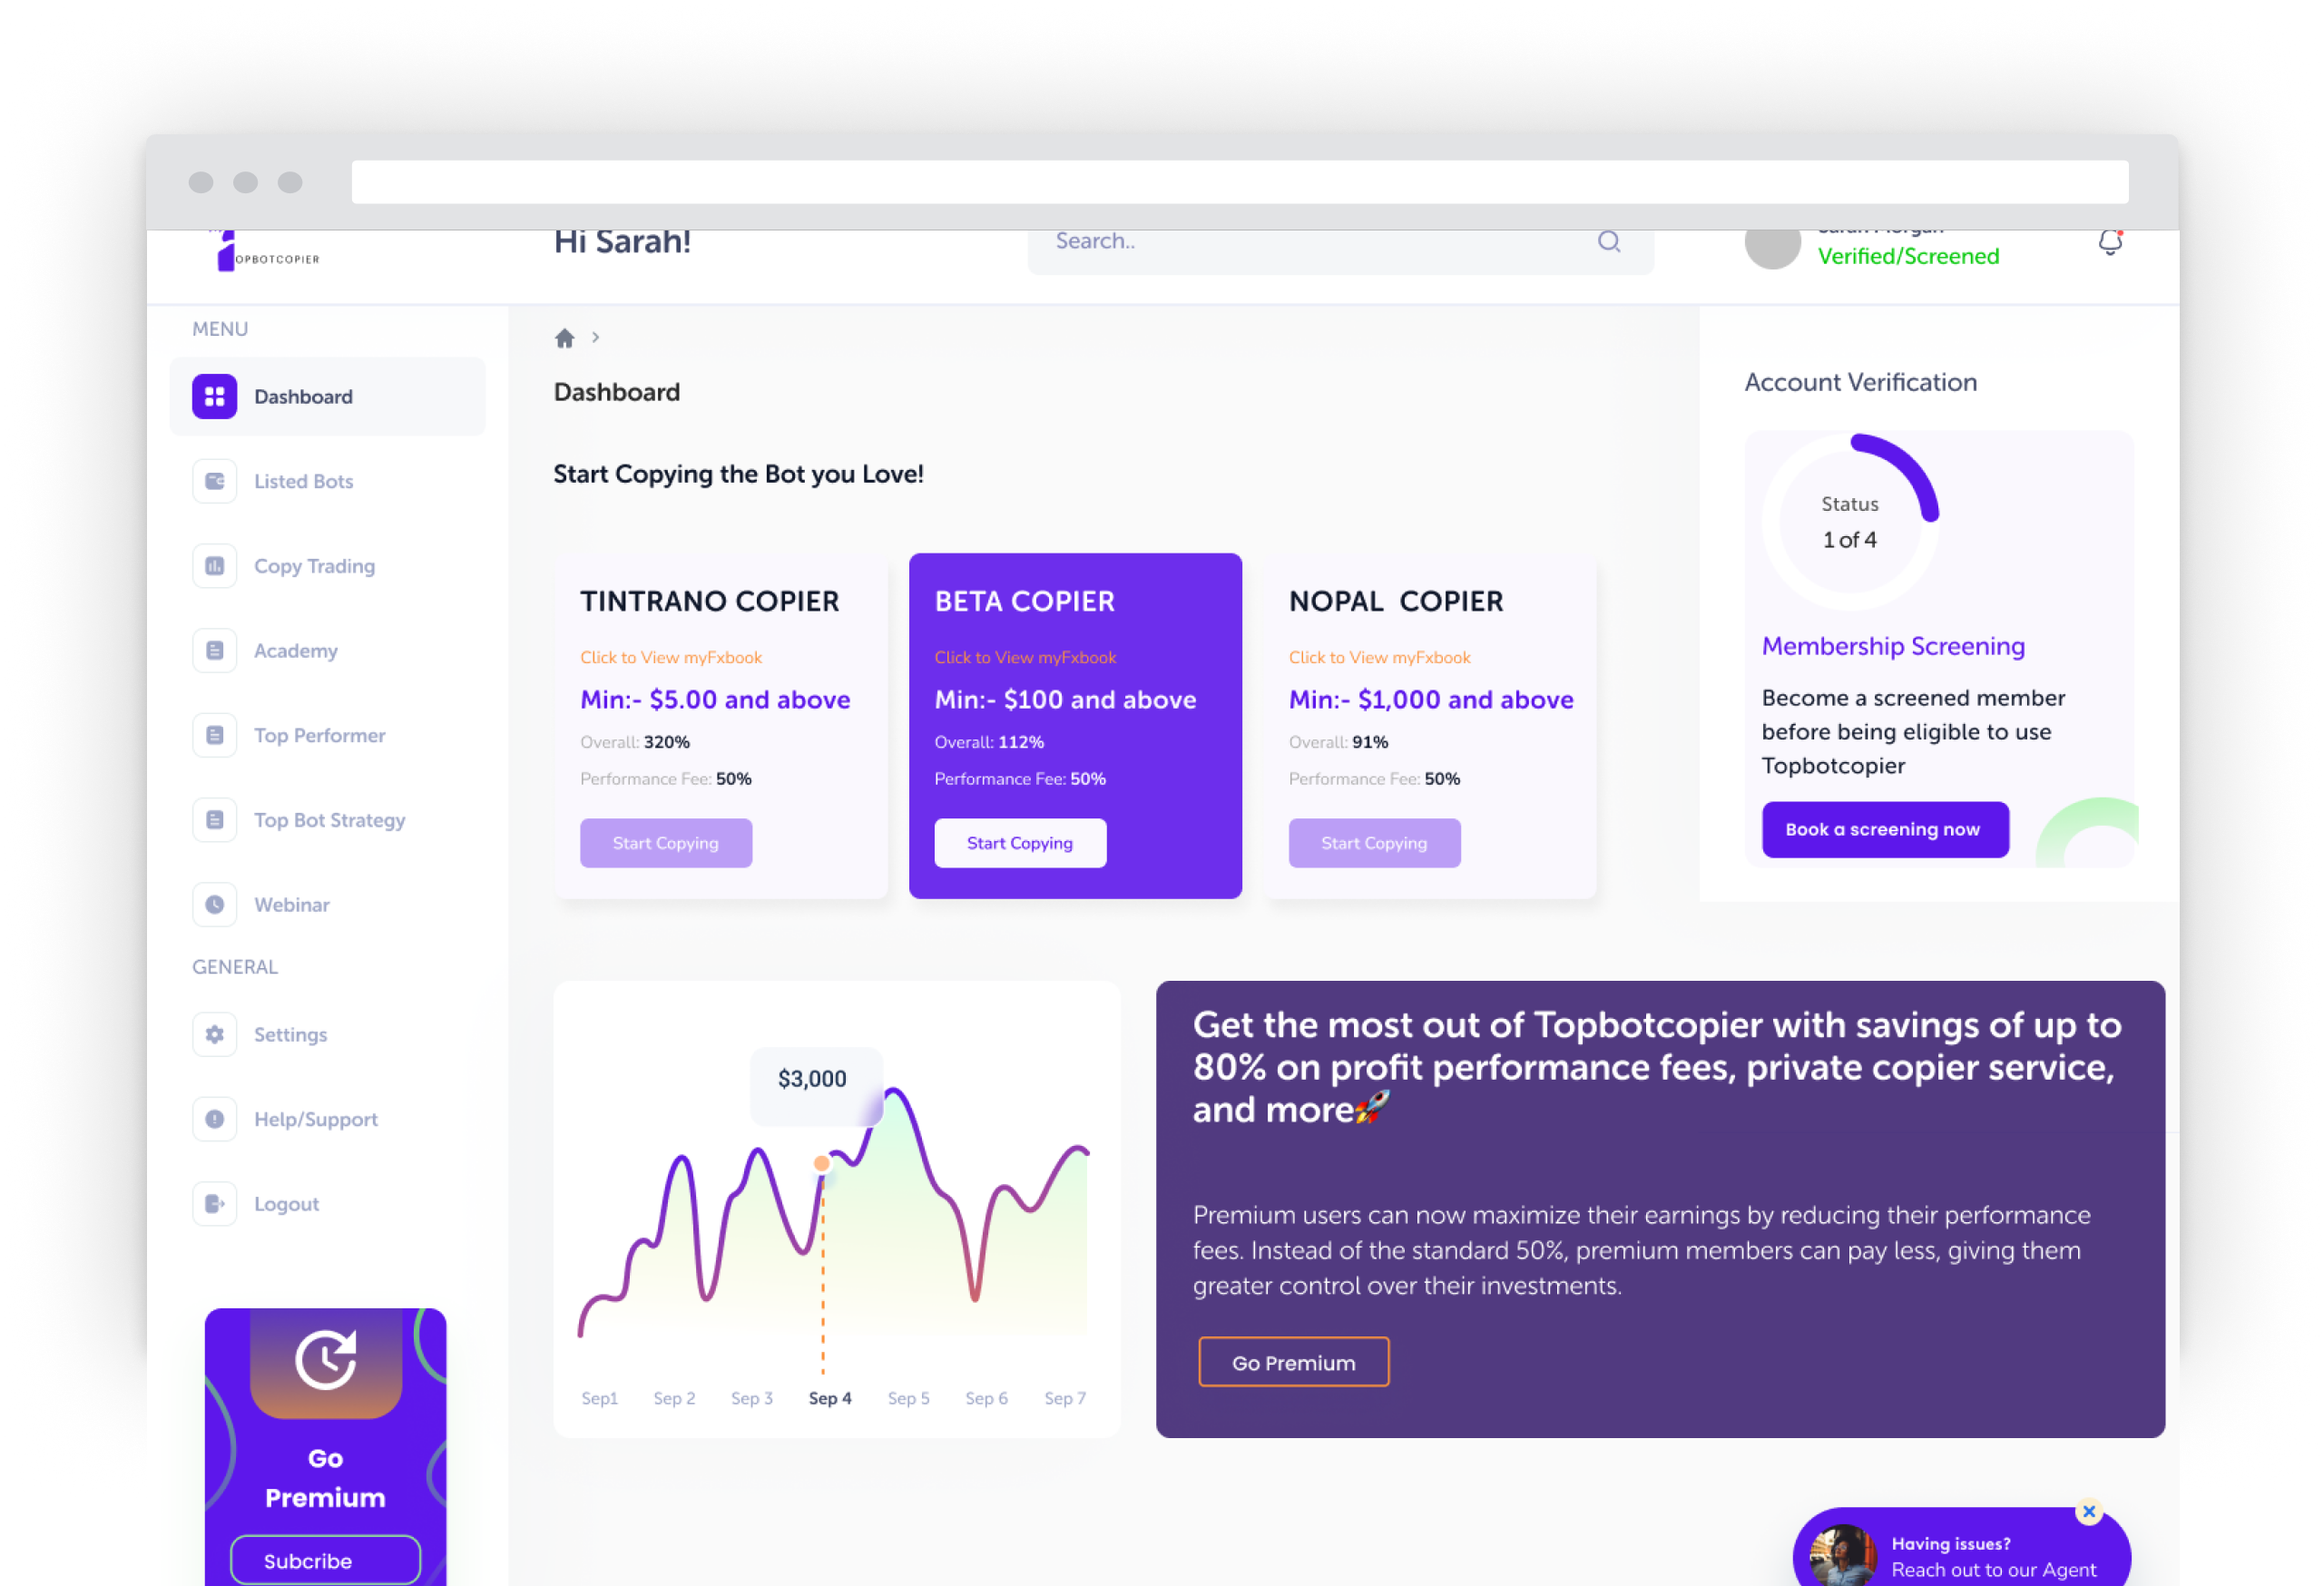 OPBOTCOPIER
Hi Sarah!
Search..
Sarah Morgan
Verified/Screened
MENU
Dashboard
Listed Bots
Copy Trading
Academy
Top Performer
Top Bot Strategy
Webinar
GENERAL
Settings
Help/Support
Logout
Go
Premium
Subcribe
Dashboard
Start Copying the Bot you Love!
TINTRANO COPIER
Click to View myFxbook
Min:- $5.00 and above
Overall: 320%
Performance Fee: 50%
Start Copying
BETA COPIER
Click to View myFxbook
Min:- $100 and above
Overall: 112%
Performance Fee: 50%
Start Copying
NOPAL COPIER
Click to View myFxbook
Min:- $1,000 and above
Overall: 91%
Performance Fee: 50%
Start Copying
Account Verification
Status
1 of 4
Membership Screening
Become a screened member
before being eligible to use
Topbotcopier
Book a screening now
$3,000
Sep1 Sep 2 Sep 3 Sep 4 Sep 5 Sep 6 Sep 7
Get the most out of Topbotcopier with savings of up to
80% on profit performance fees, private copier service,
and more🚀
Premium users can now maximize their earnings by reducing their performance
fees. Instead of the standard 50%, premium members can pay less, giving them
greater control over their investments.
Go Premium
Having issues?
Reach out to our Agent